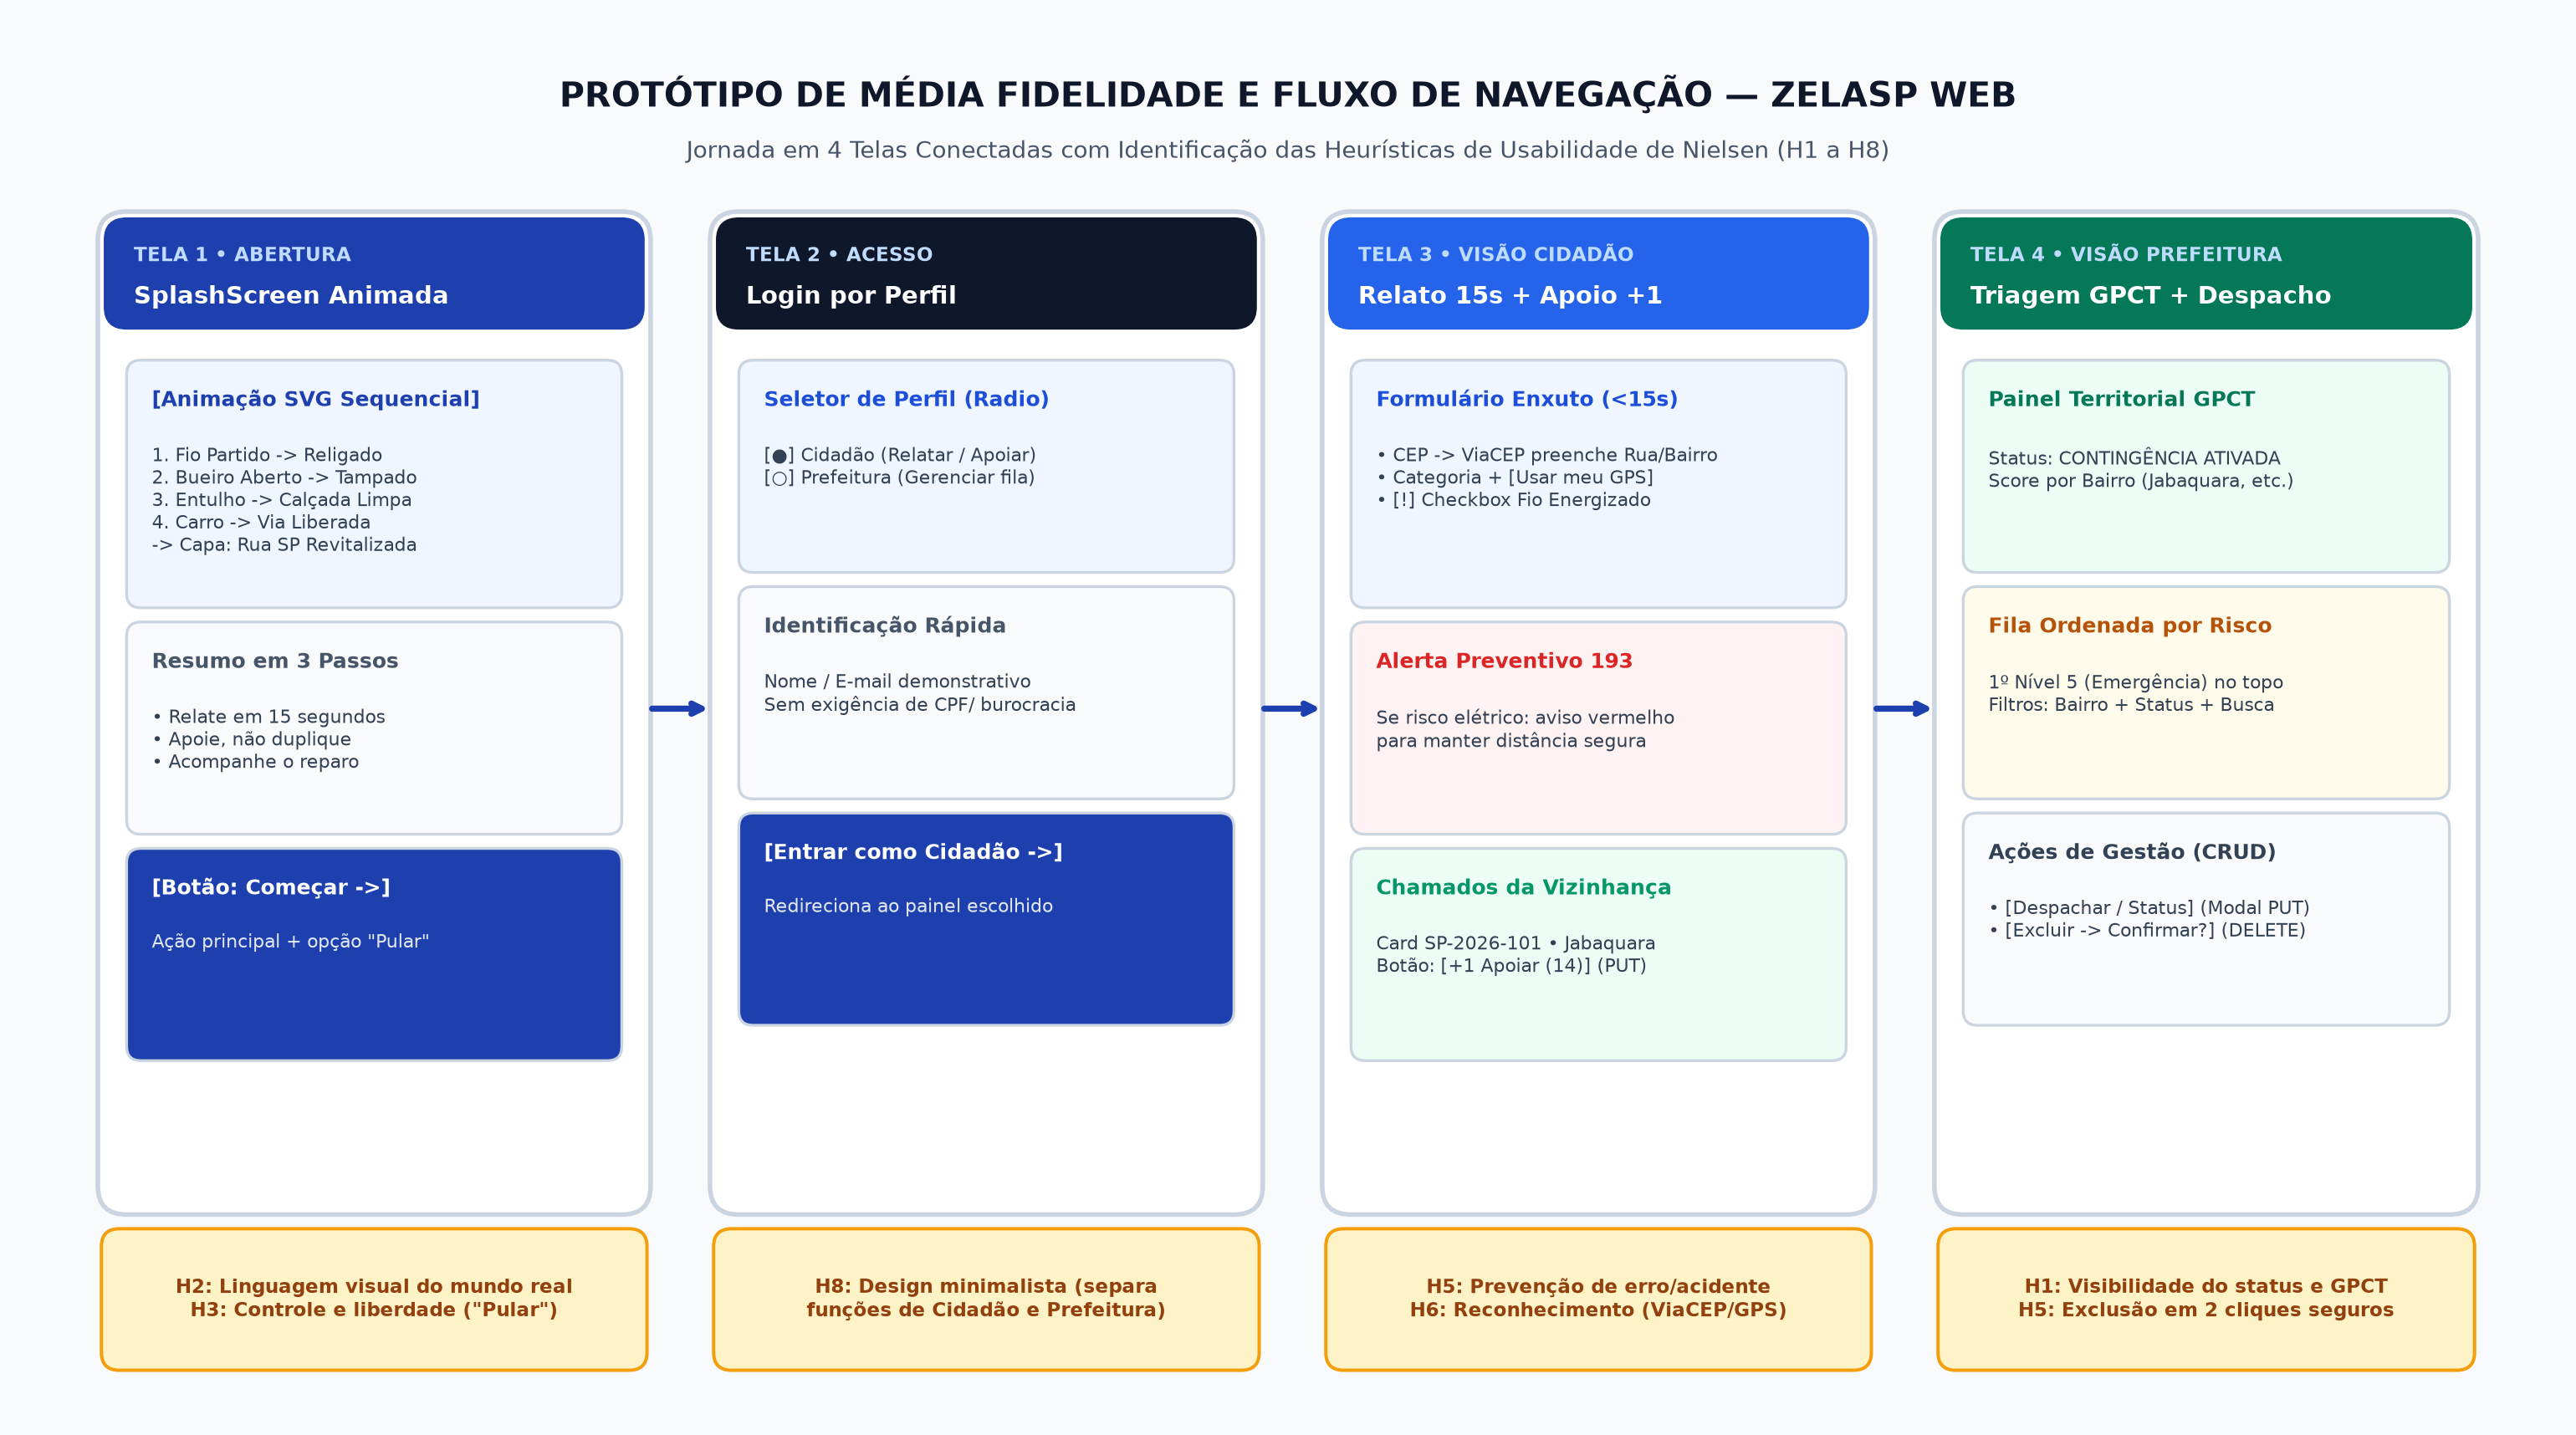 PROTÓTIPO DE MÉDIA FIDELIDADE E FLUXO DE NAVEGAÇÃO — ZELASP WEB
Jornada em 4 Telas Conectadas com Identificação das Heurísticas de Usabilidade de Nielsen (H1 a H8)
TELA 1 • ABERTURA
SplashScreen Animada
[Animação SVG Sequencial]
1. Fio Partido -> Religado
2. Bueiro Aberto -> Tampado
3. Entulho -> Calçada Limpa
4. Carro -> Via Liberada
-> Capa: Rua SP Revitalizada
Resumo em 3 Passos
• Relate em 15 segundos
• Apoie, não duplique
• Acompanhe o reparo
[Botão: Começar ->]
Ação principal + opção "Pular"
H2: Linguagem visual do mundo real
H3: Controle e liberdade ("Pular")
TELA 2 • ACESSO
Login por Perfil
Seletor de Perfil (Radio)
[●] Cidadão (Relatar / Apoiar)
[○] Prefeitura (Gerenciar fila)
Identificação Rápida
Nome / E-mail demonstrativo
Sem exigência de CPF/ burocracia
[Entrar como Cidadão ->]
Redireciona ao painel escolhido
H8: Design minimalista (separa
funções de Cidadão e Prefeitura)
TELA 3 • VISÃO CIDADÃO
Relato 15s + Apoio +1
Formulário Enxuto (<15s)
• CEP -> ViaCEP preenche Rua/Bairro
• Categoria + [Usar meu GPS]
• [!] Checkbox Fio Energizado
Alerta Preventivo 193
Se risco elétrico: aviso vermelho
para manter distância segura
Chamados da Vizinhança
Card SP-2026-101 • Jabaquara
Botão: [+1 Apoiar (14)] (PUT)
H5: Prevenção de erro/acidente
H6: Reconhecimento (ViaCEP/GPS)
TELA 4 • VISÃO PREFEITURA
Triagem GPCT + Despacho
Painel Territorial GPCT
Status: CONTINGÊNCIA ATIVADA
Score por Bairro (Jabaquara, etc.)
Fila Ordenada por Risco
1º Nível 5 (Emergência) no topo
Filtros: Bairro + Status + Busca
Ações de Gestão (CRUD)
• [Despachar / Status] (Modal PUT)
• [Excluir -> Confirmar?] (DELETE)
H1: Visibilidade do status e GPCT
H5: Exclusão em 2 cliques seguros